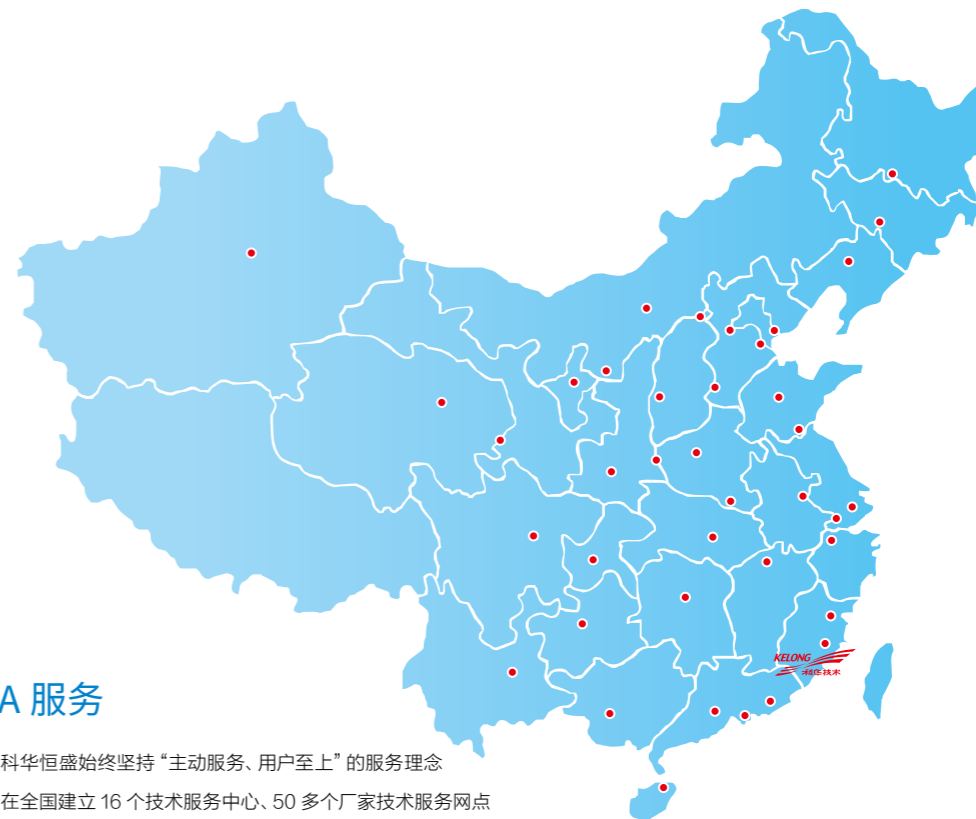 KELONG
科华技术
A 服务
科华恒盛始终坚持“主动服务、用户至上”的服务理念
在全国建立 16 个技术服务中心、50 多个厂家技术服务网点